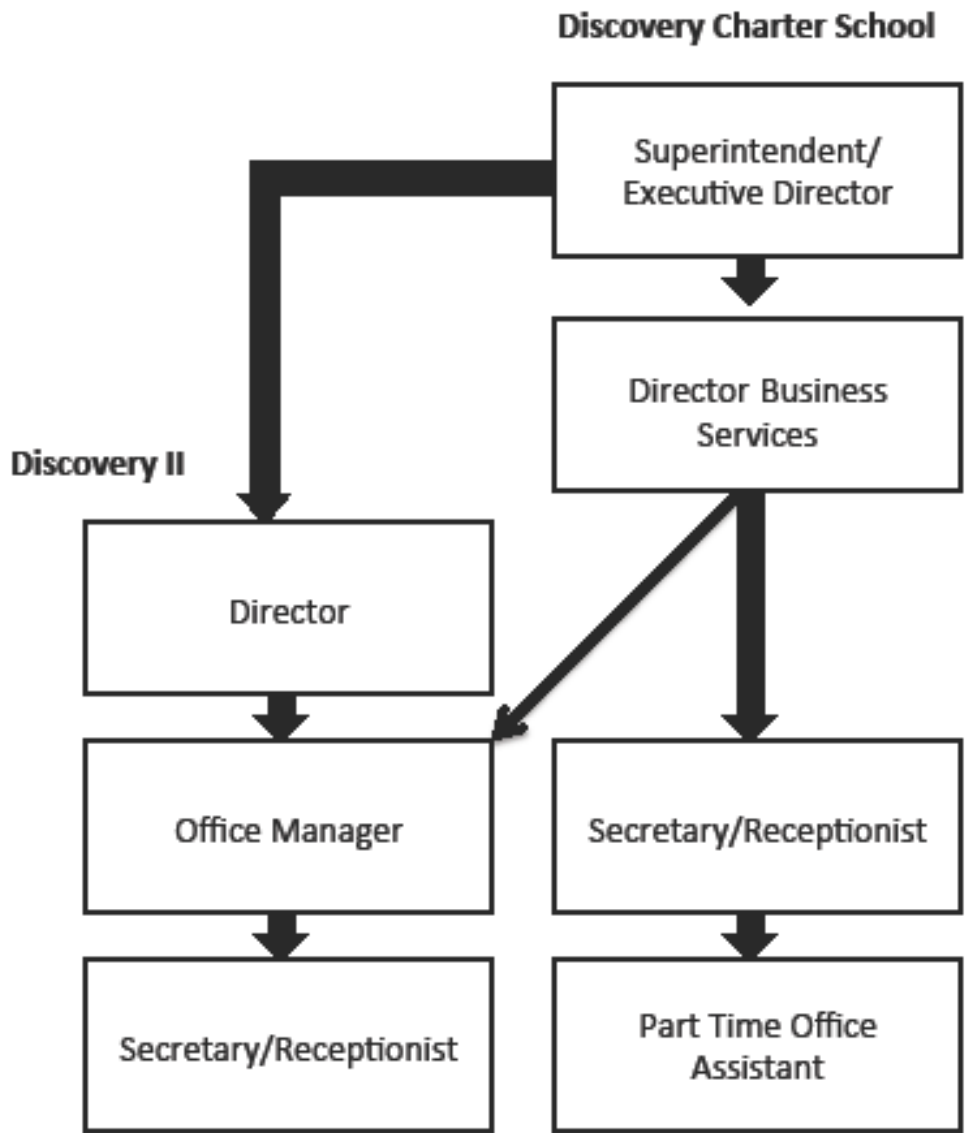 Discovery Charter School
Superintendent/
Executive Director
Director Business
Services
Discovery II
Director
Office Manager
Secretary/Receptionist
Secretary/Receptionist
Part Time Office
Assistant